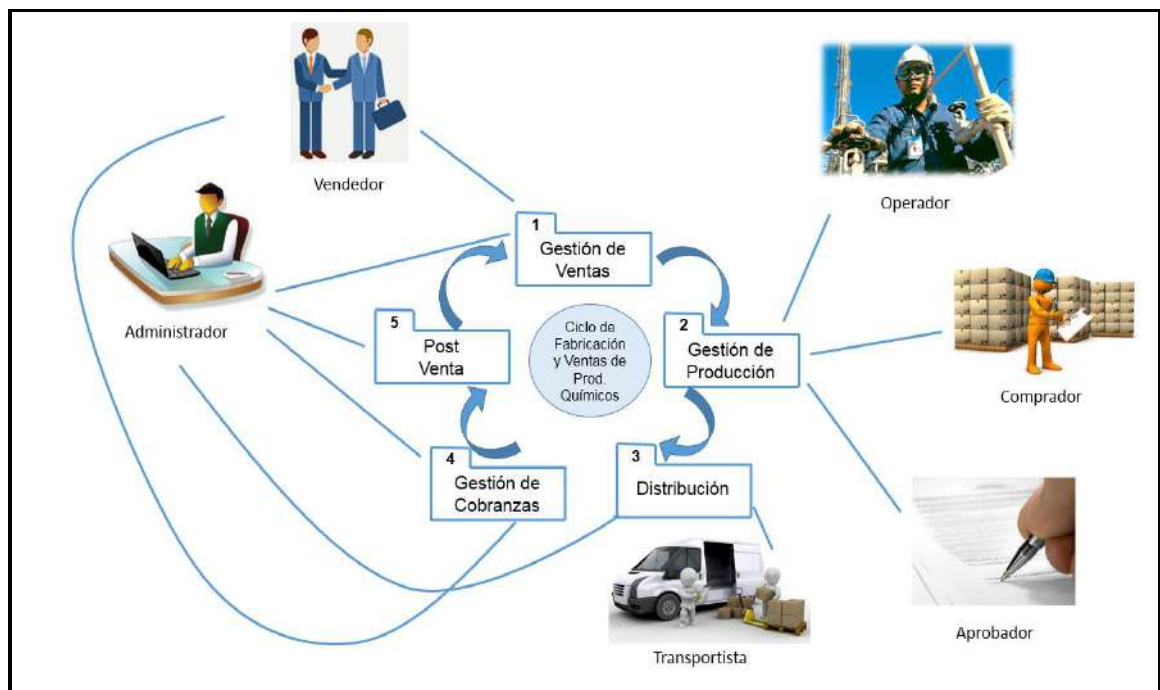 Vendedor
Operador
Administrador
1
Gestión de
Ventas
5
Post
Venta
Ciclo de
Fabricación
y Ventas de
Prod.
Químicos
2
Gestión de
Producción
Comprador
4
Gestión de
Cobranzas
3
Distribución
Transportista
Aprobador